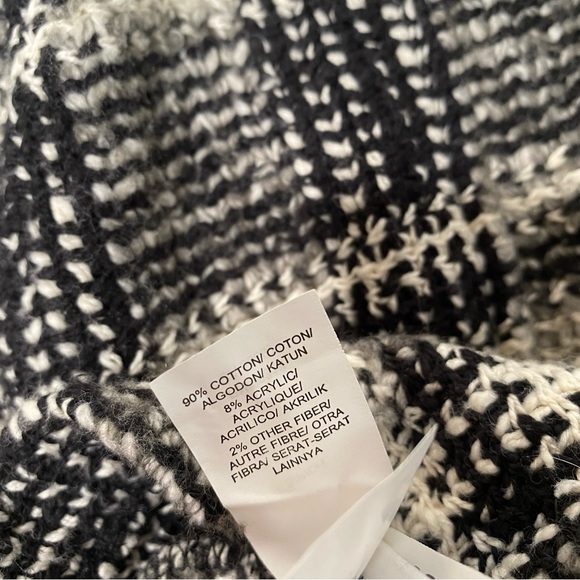 90% COTTON/ COTON/
ALGODON/ KATUN
8% ACRYLIC/
ACRYLIQUE/
ACRILICO/ AKRILIK
2% OTHER FIBER/
AUTRE FIBRE/ OTRA
FIBRA/ SERAT-SERAT
LAINNYA